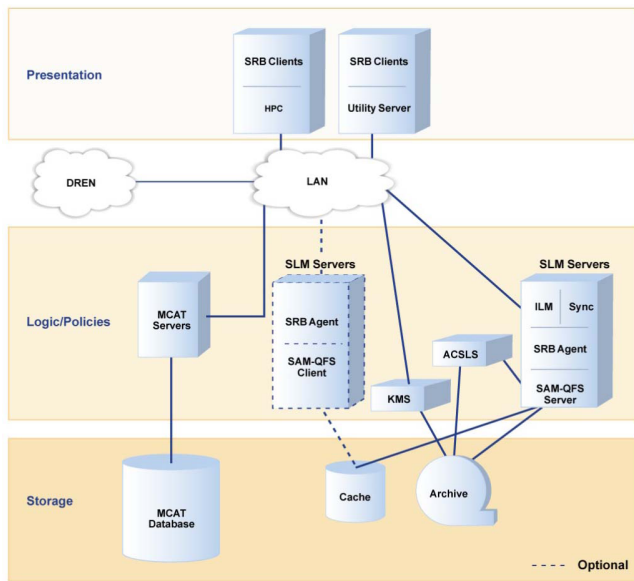 Presentation
SRB Clients
HPC
SRB Clients
Utility Server
DREN
LAN
Logic/Policies
MCAT
Servers
SLM Servers
SRB Agent
SAM-QFS
Client
KMS
ACSLS
SLM Servers
ILM
Sync
SRB Agent
SAM-QFS
Server
Storage
MCAT
Database
Cache
Archive
Optional